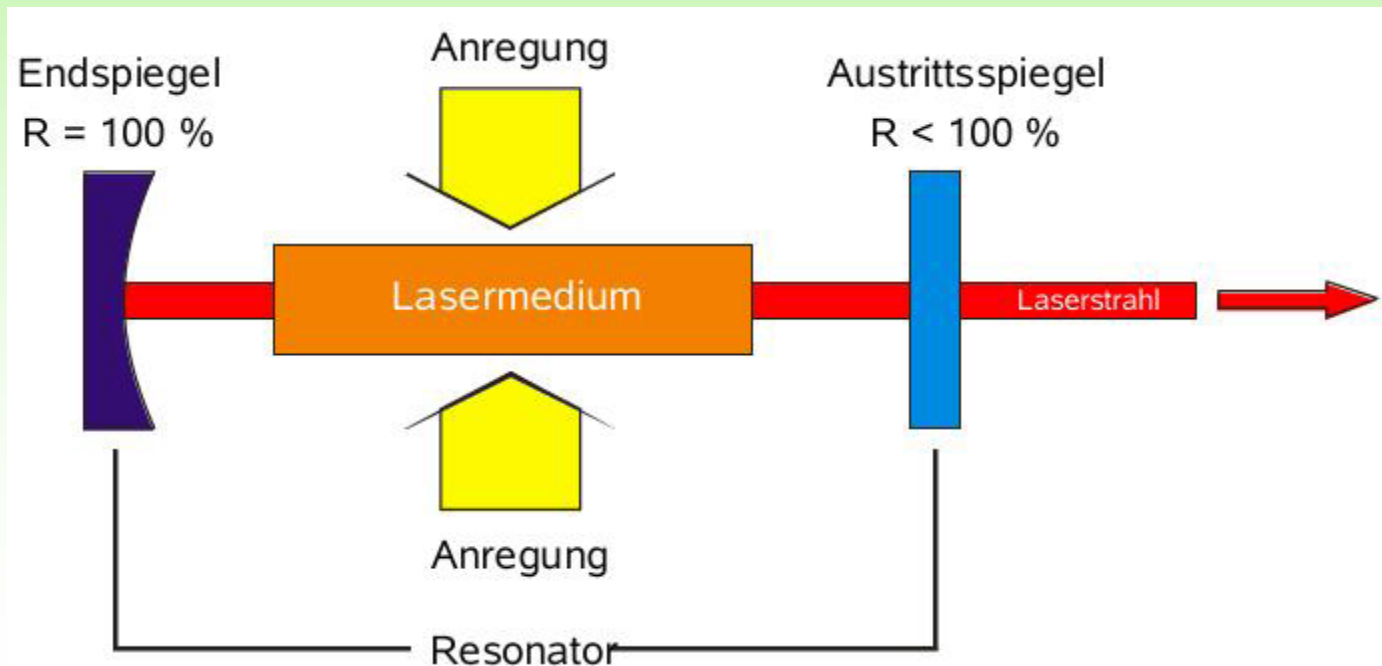 Endspiegel
R = 100 %
Anregung
Austrittsspiegel
R < 100 %
Lasermedium
Laserstrahl
Anregung
Resonator